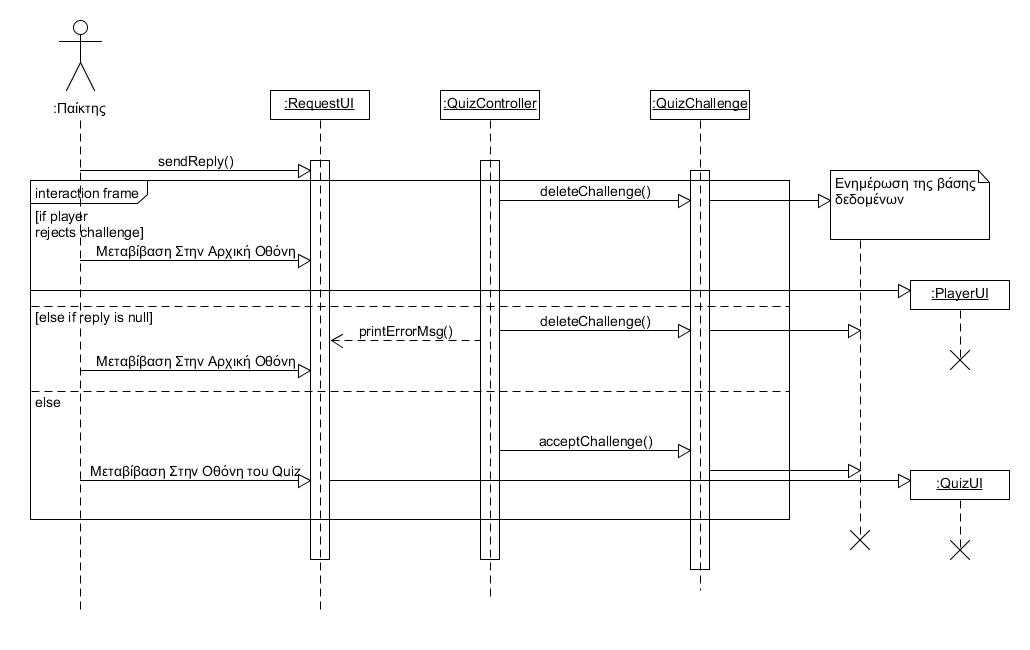 :Παίκτης
:RequestUI
:QuizController
:QuizChallenge
sendReply()
interaction frame
deleteChallenge()
Ενημέρωση της βάσης
δεδομένων
[if player
rejects challenge]
Μεταβίβαση Στην Αρχική Οθόνη
:PlayerUI
[else if reply is null]
deleteChallenge()
printErrorMsg()
Μεταβίβαση Στην Αρχική Οθόνη
else
acceptChallenge()
Μεταβίβαση Στην Οθόνη του Quiz
:QuizUI